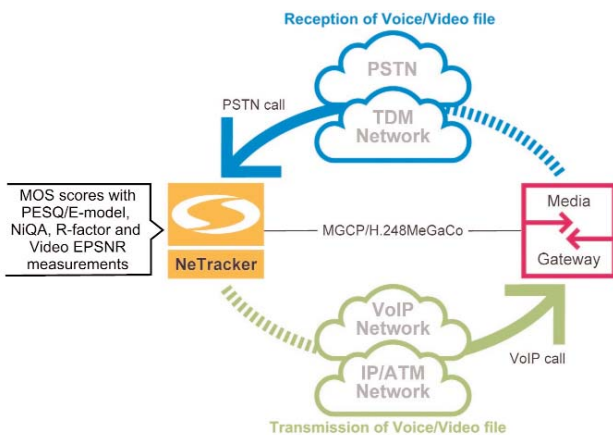 Reception of Voice/Video file
PSTN
PSTN call
TDM
Network
MOS scores with
PESQ/E-model,
NiQA, R-factor and
Video EPSNR
measurements
NeTracker
MGCP/H.248MeGaCo
Media
Gateway
VoIP
Network
VoIP call
IP/ATM
Network
Transmission of Voice/Video file